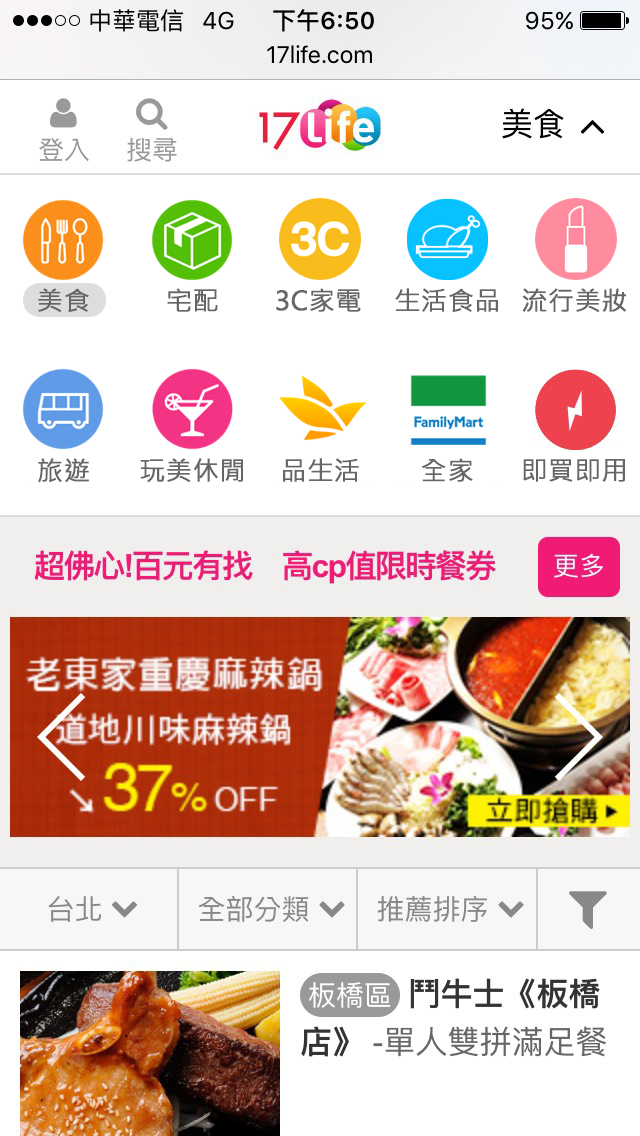 中華電信 4G 下午6:50 95%
17life.com
登入 搜尋 17Life 美食
3C
美食 宅配 3C家電 生活食品 流行美妝
FamilyMart
旅遊 玩美休閒 品生活 全家 即買即用
超佛心!百元有找 高cp值限時餐券 更多
老東家重慶麻辣鍋
道地川味麻辣鍋
37% OFF
立即搶購
台北 全部分類 推薦排序
板橋區 鬥牛士《板橋
店》 -單人雙拼滿足餐